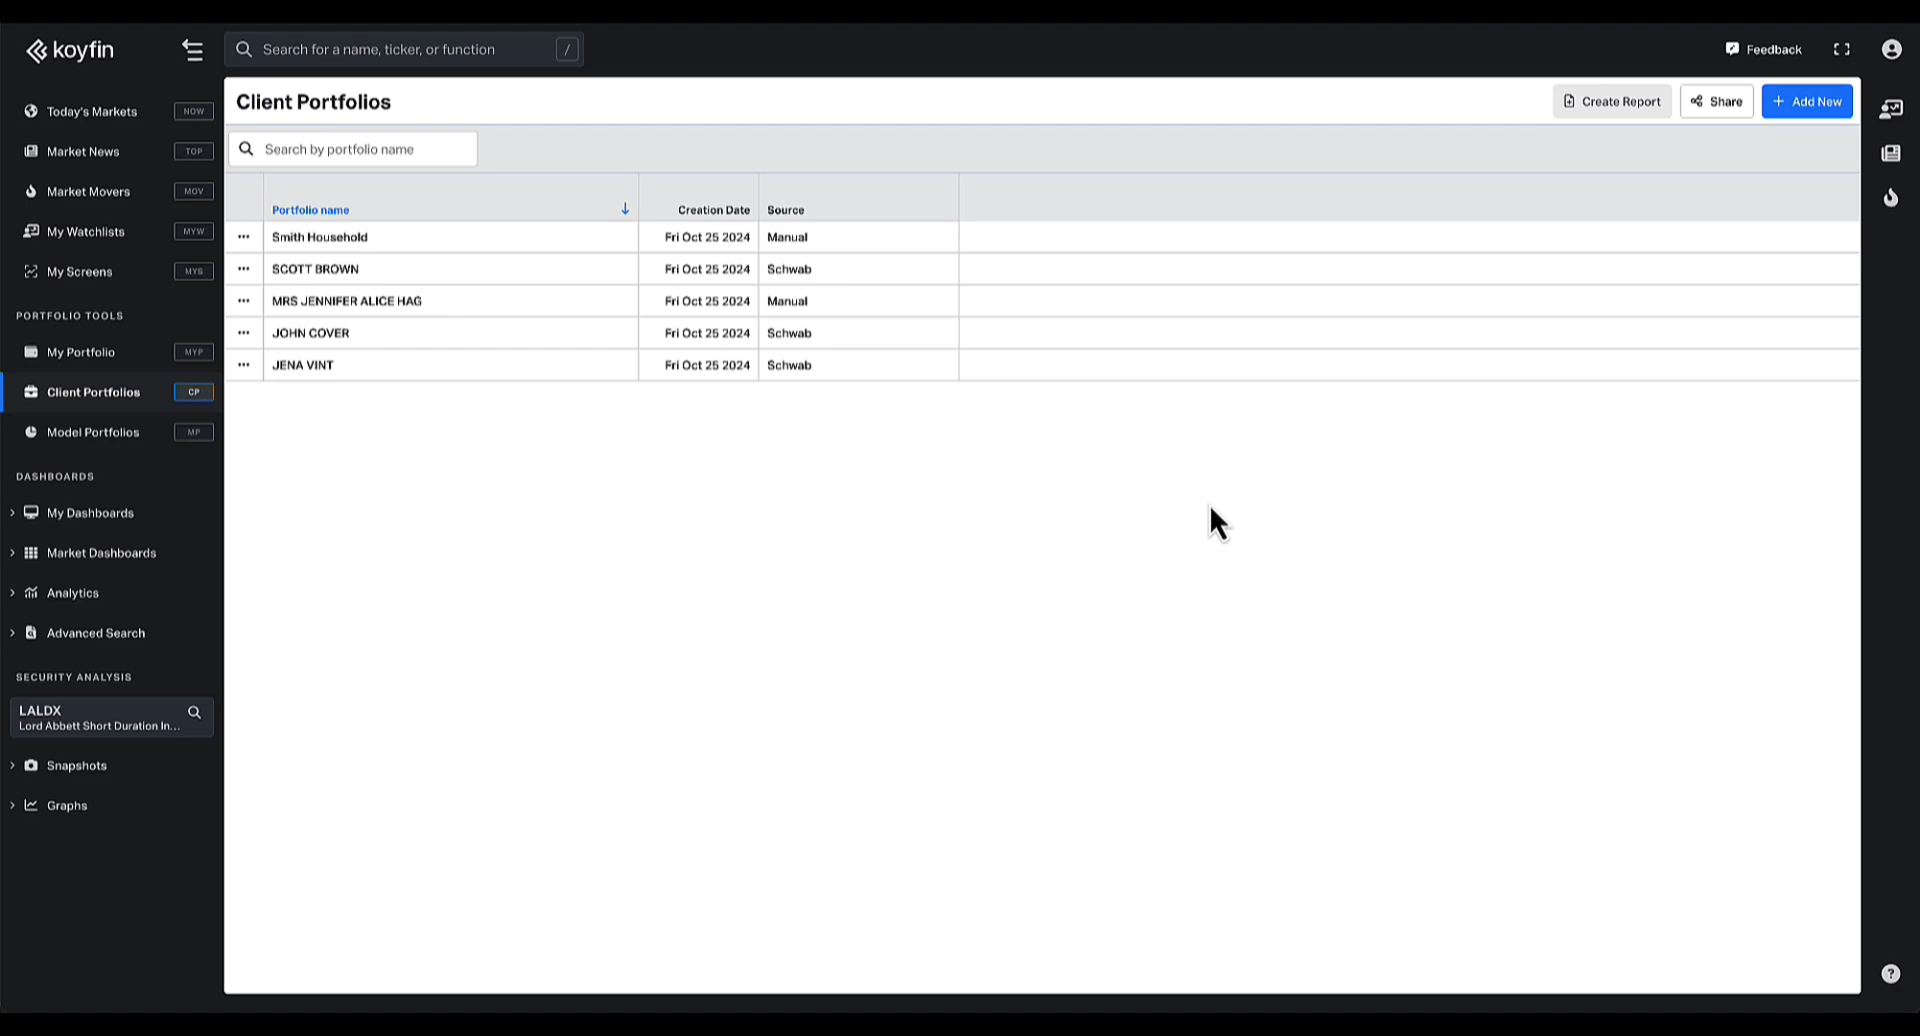 koyfin
Search for a name, ticker, or function /
Feedback
Today's Markets NOW
Market News TOP
Market Movers MOV
My Watchlists MYW
My Screens MYS
PORTFOLIO TOOLS
My Portfolio MYP
Client Portfolios CP
Model Portfolios MP
DASHBOARDS
My Dashboards
Market Dashboards
Analytics
Advanced Search
SECURITY ANALYSIS
LALDX
Lord Abbett Short Duration In...
Snapshots
Graphs
Client Portfolios
Create Report
Share
+ Add New
Search by portfolio name
Portfolio name ↓ Creation Date Source
Smith Household Fri Oct 25 2024 Manual
SCOTT BROWN Fri Oct 25 2024 Schwab
MRS JENNIFER ALICE HAG Fri Oct 25 2024 Manual
JOHN COVER Fri Oct 25 2024 Schwab
JENA VINT Fri Oct 25 2024 Schwab
?